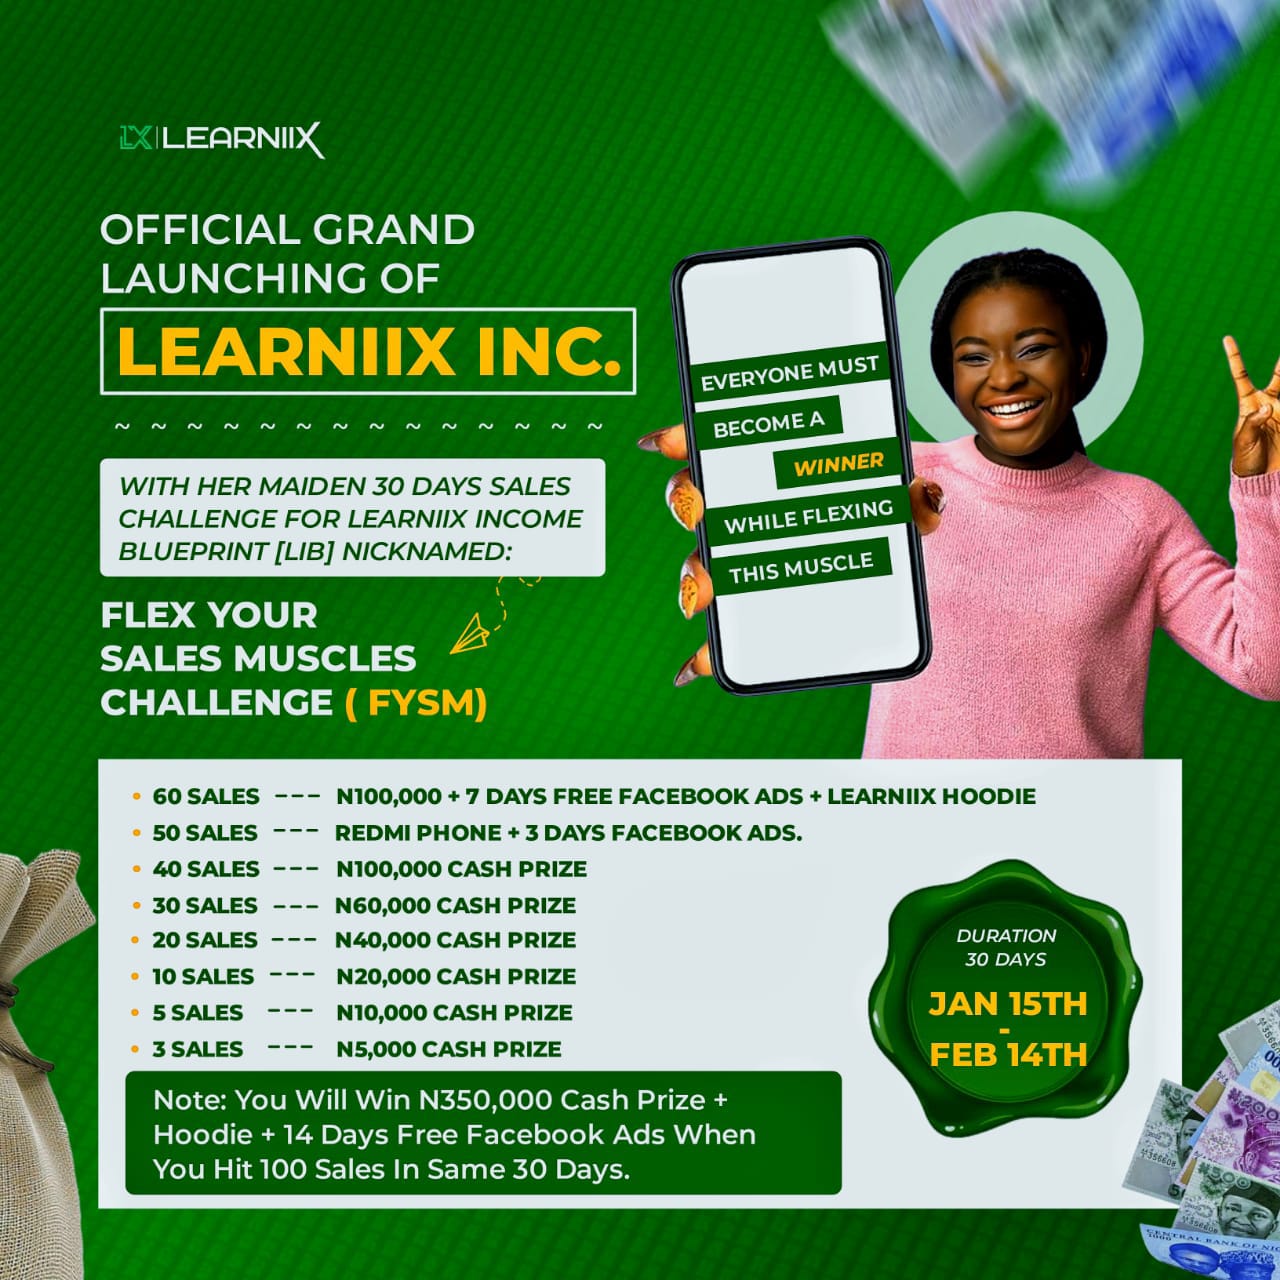 LX|LEARNIIX
OFFICIAL GRAND
LAUNCHING OF
LEARNIIX INC.
~ ~ ~ ~ ~ ~ ~ ~ ~ ~ ~ ~ ~ ~
WITH HER MAIDEN 30 DAYS SALES
CHALLENGE FOR LEARNIIX INCOME
BLUEPRINT [LIB] NICKNAMED:
FLEX YOUR
SALES MUSCLES
CHALLENGE ( FYSM)
EVERYONE MUST
BECOME A
WINNER
WHILE FLEXING
THIS MUSCLE
• 60 SALES --- N100,000 + 7 DAYS FREE FACEBOOK ADS + LEARNIIX HOODIE
• 50 SALES --- REDMI PHONE + 3 DAYS FACEBOOK ADS.
• 40 SALES --- N100,000 CASH PRIZE
• 30 SALES --- N60,000 CASH PRIZE
• 20 SALES --- N40,000 CASH PRIZE
• 10 SALES --- N20,000 CASH PRIZE
• 5 SALES --- N10,000 CASH PRIZE
• 3 SALES --- N5,000 CASH PRIZE
Note: You Will Win N350,000 Cash Prize +
Hoodie + 14 Days Free Facebook Ads When
You Hit 100 Sales In Same 30 Days.
DURATION
30 DAYS
JAN 15TH
-
FEB 14TH
₦500
CENTRAL BANK OF
1000